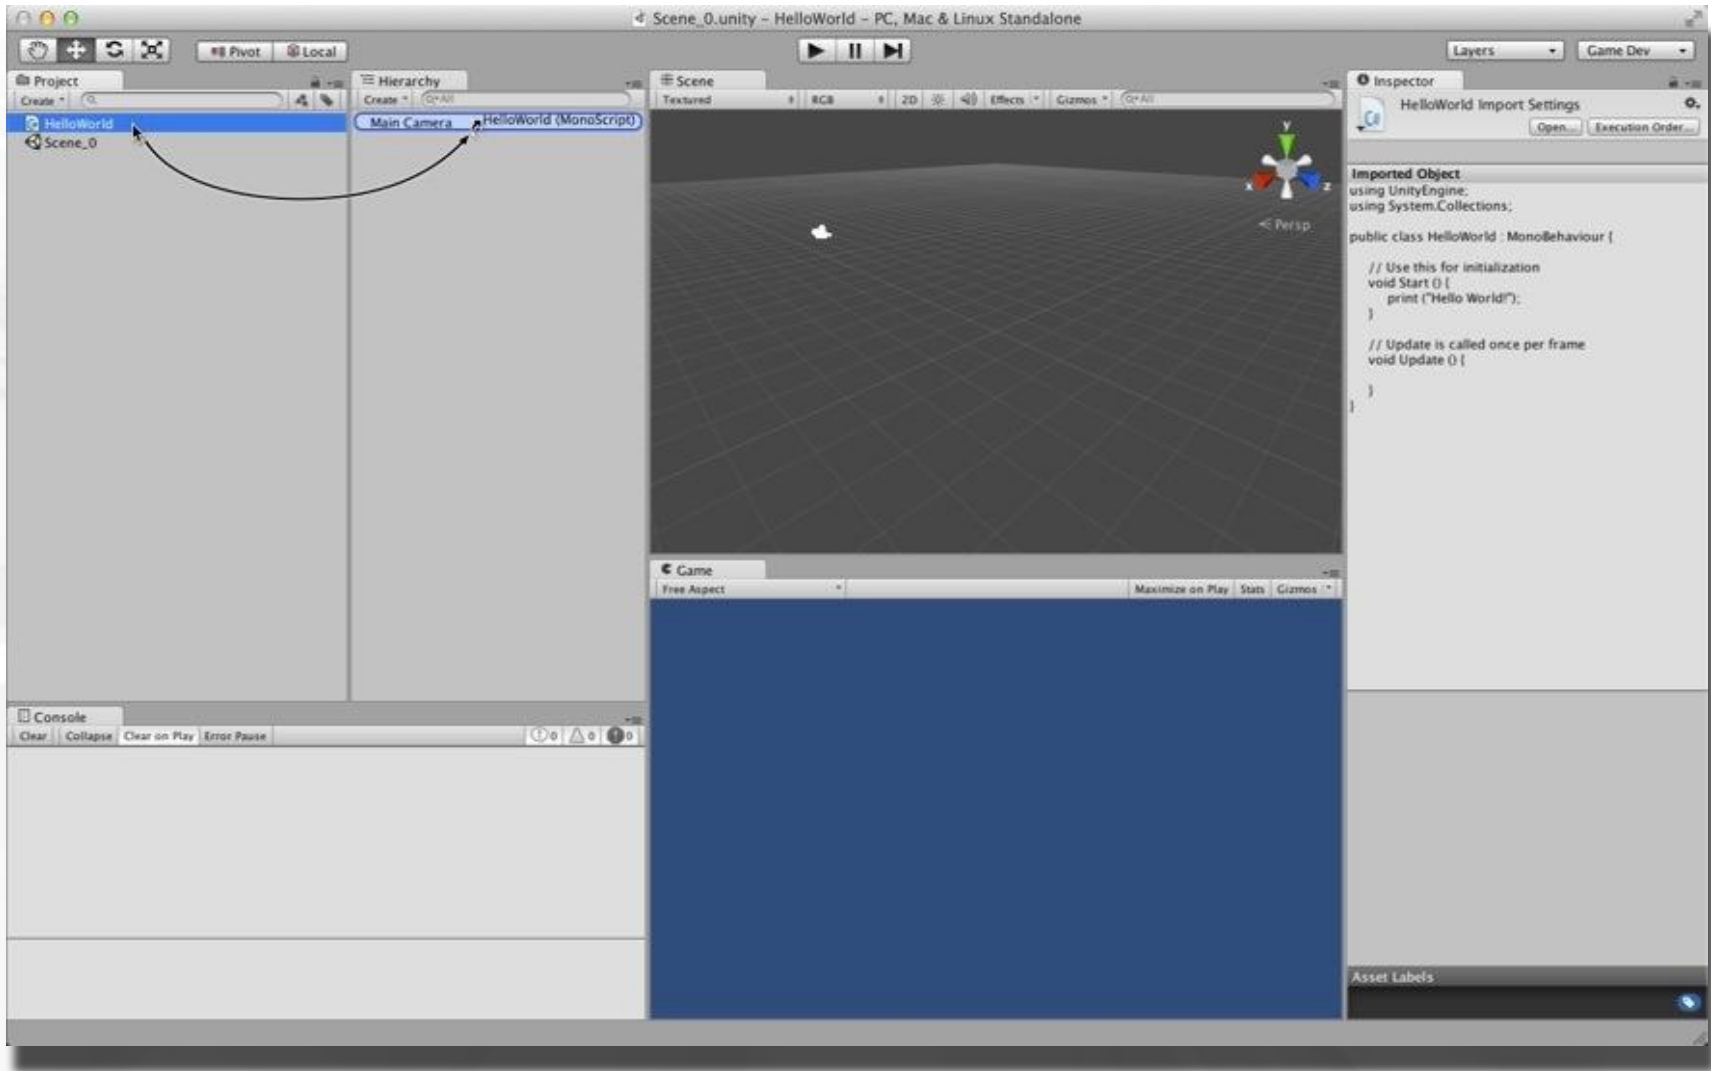 Scene_0.unity – HelloWorld – PC, Mac & Linux Standalone
Pivot Local
Layers Game Dev
Project
Create
HelloWorld
Scene_0
Hierarchy
Create All
Main Camera HelloWorld (MonoScript)
Scene
Textured RGB 2D Effects Gizmos All
y
x z
Persp
Game
Free Aspect Maximize on Play Stats Gizmos
Console
Clear Collapse Clear on Play Error Pause 0 0 0
Inspector
HelloWorld Import Settings
C#
Open... Execution Order...
Imported Object
using UnityEngine;
using System.Collections;
public class HelloWorld : MonoBehaviour {
// Use this for initialization
void Start () {
print ("Hello World!");
}
// Update is called once per frame
void Update () {
}
}
Asset Labels